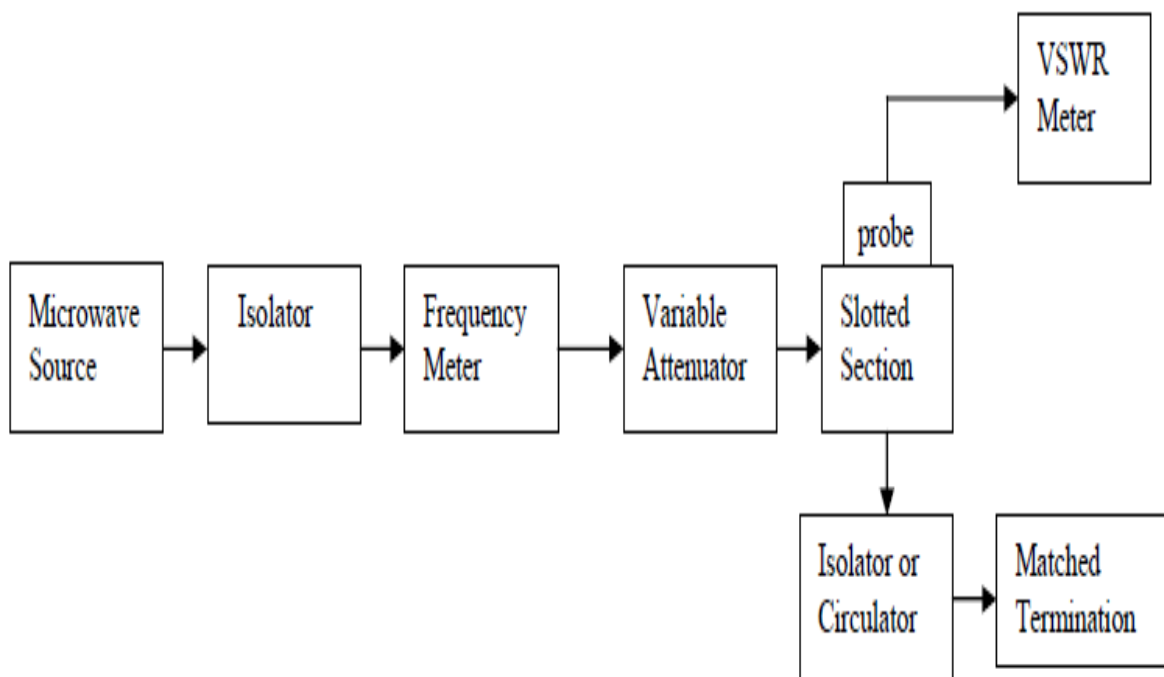 VSWR
Meter
probe
Microwave
Source
Isolator
Frequency
Meter
Variable
Attenuator
Slotted
Section
Isolator or
Circulator
Matched
Termination